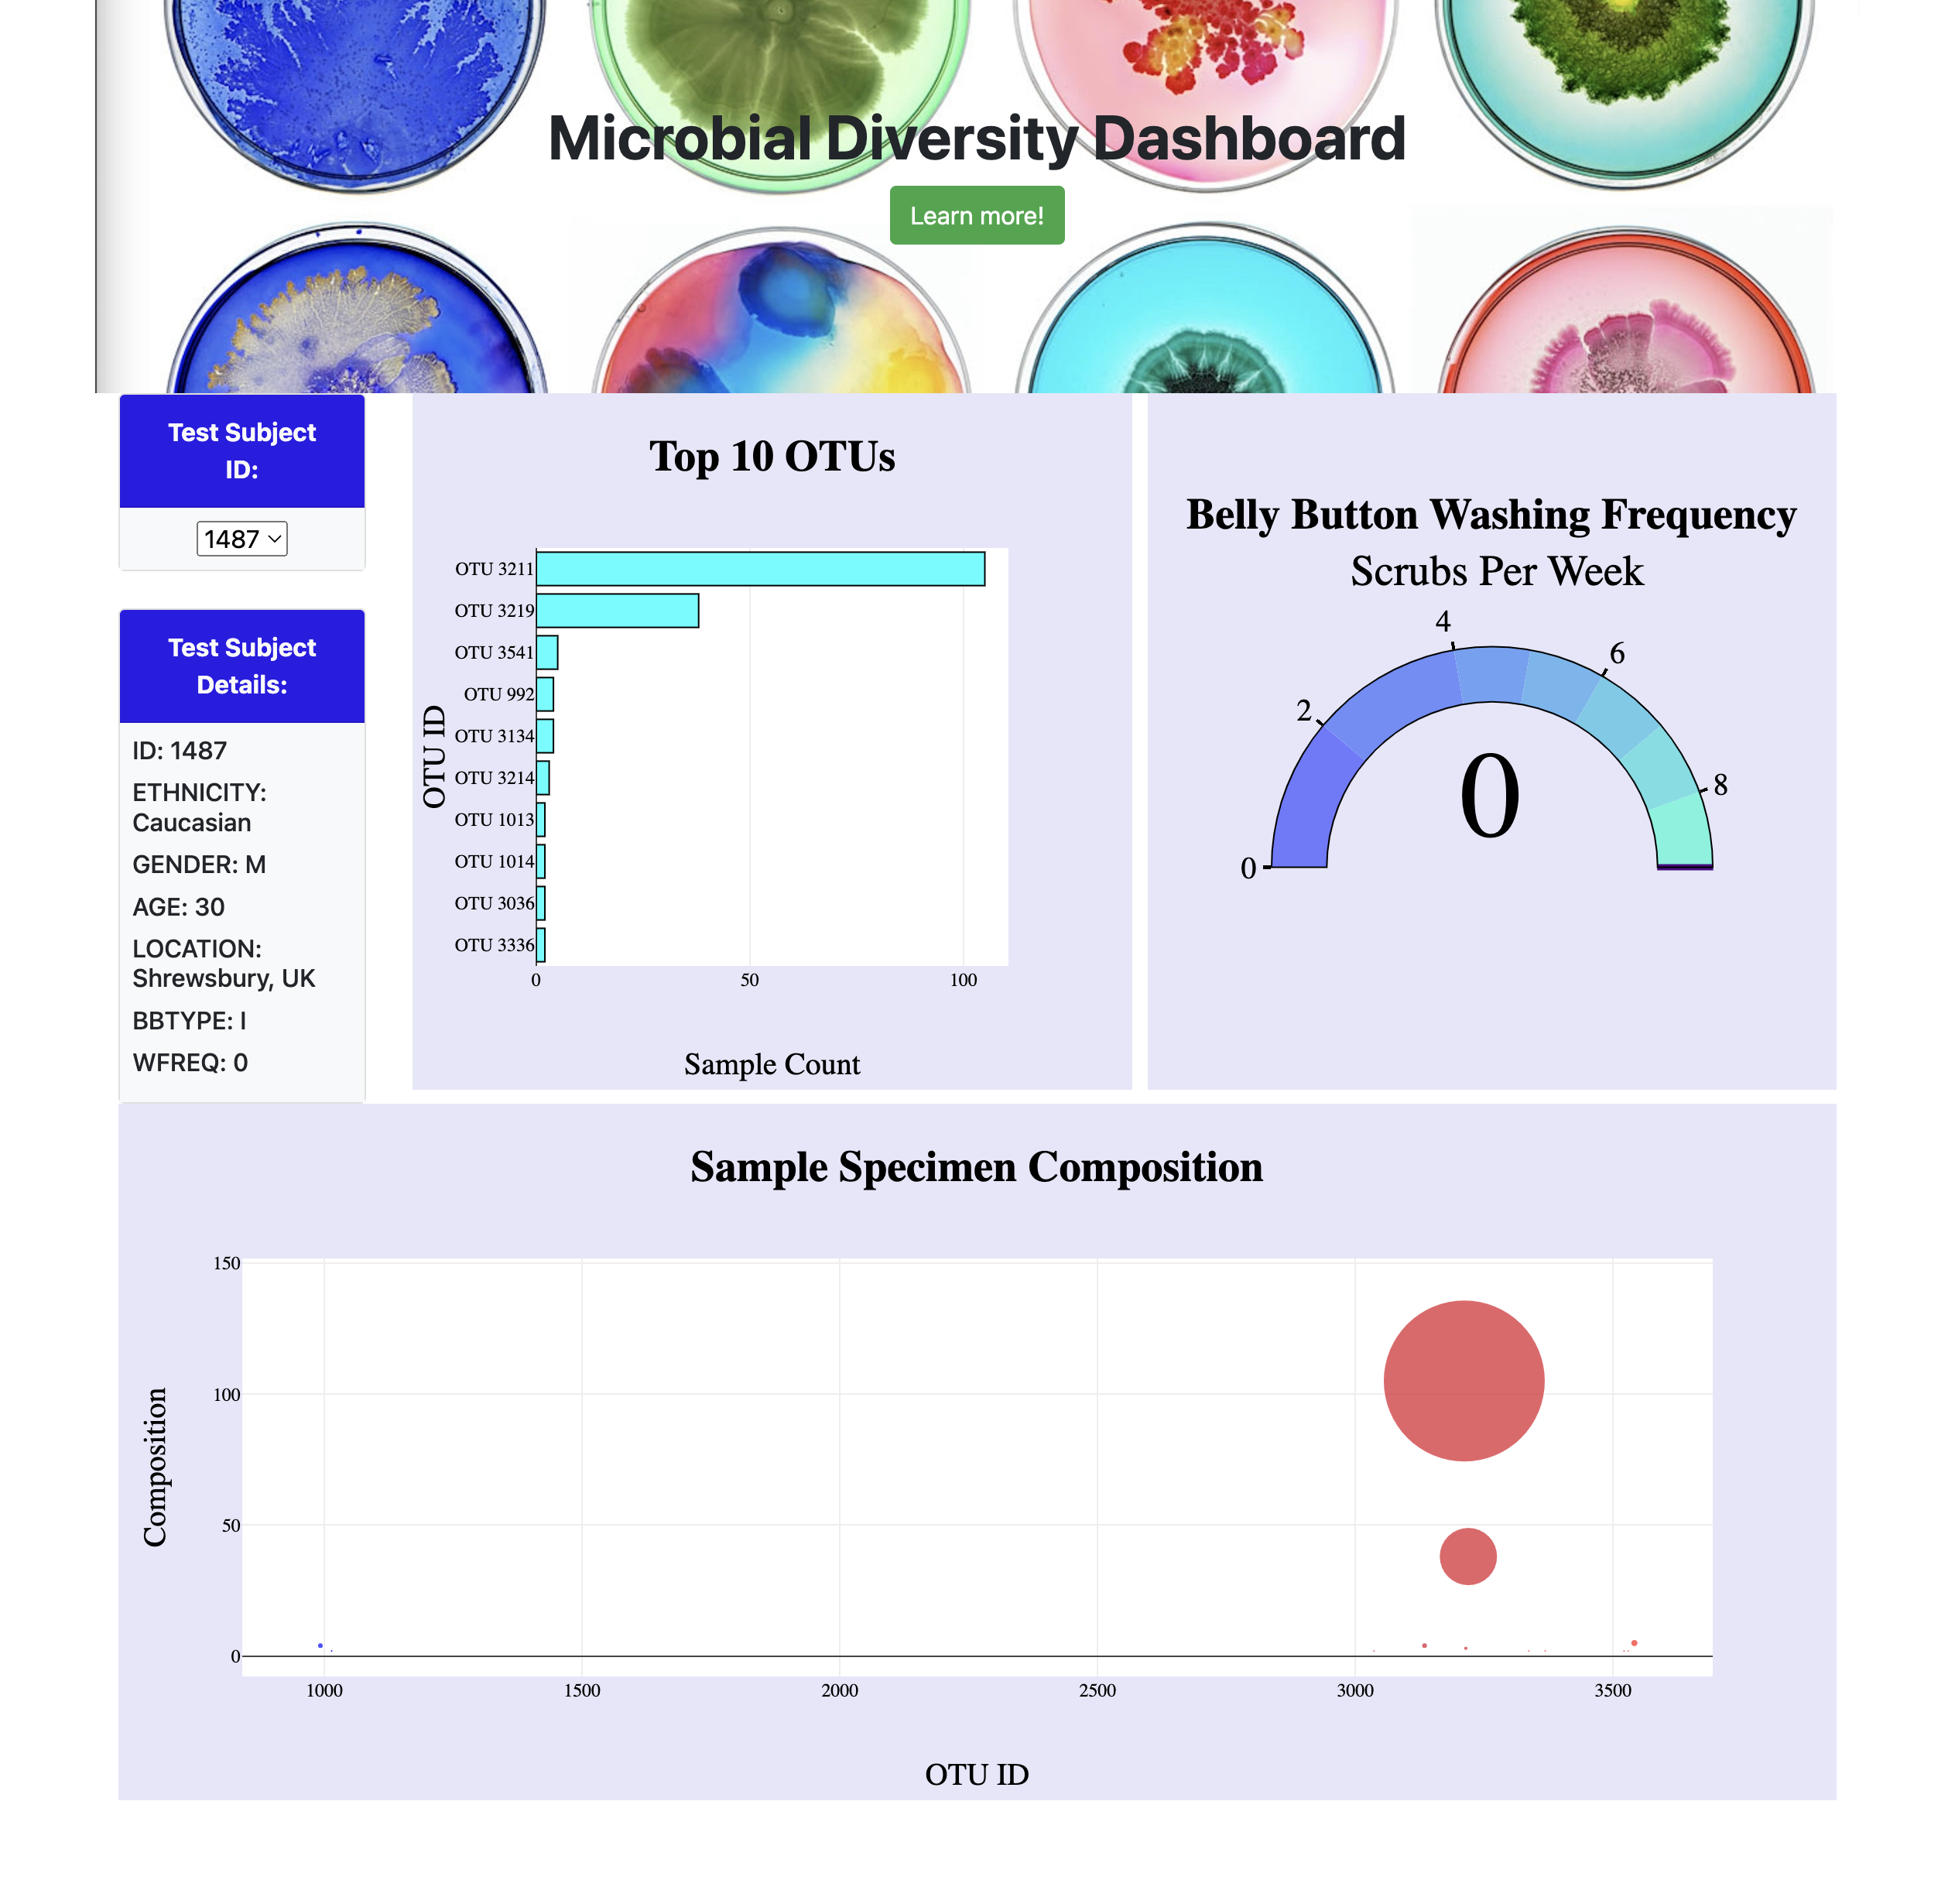 Microbial Diversity Dashboard
Learn more!
Test Subject
ID:
1487
Test Subject
Details:
ID: 1487
ETHNICITY:
Caucasian
GENDER: M
AGE: 30
LOCATION:
Shrewsbury, UK
BBTYPE: I
WFREQ: 0
Top 10 OTUs
OTU ID
OTU 3211
OTU 3219
OTU 3541
OTU 992
OTU 3134
OTU 3214
OTU 1013
OTU 1014
OTU 3036
OTU 3336
0 50 100
Sample Count
Belly Button Washing Frequency
Scrubs Per Week
0
2
4
6
8
0
Sample Specimen Composition
Composition
150
100
50
0
1000 1500 2000 2500 3000 3500
OTU ID